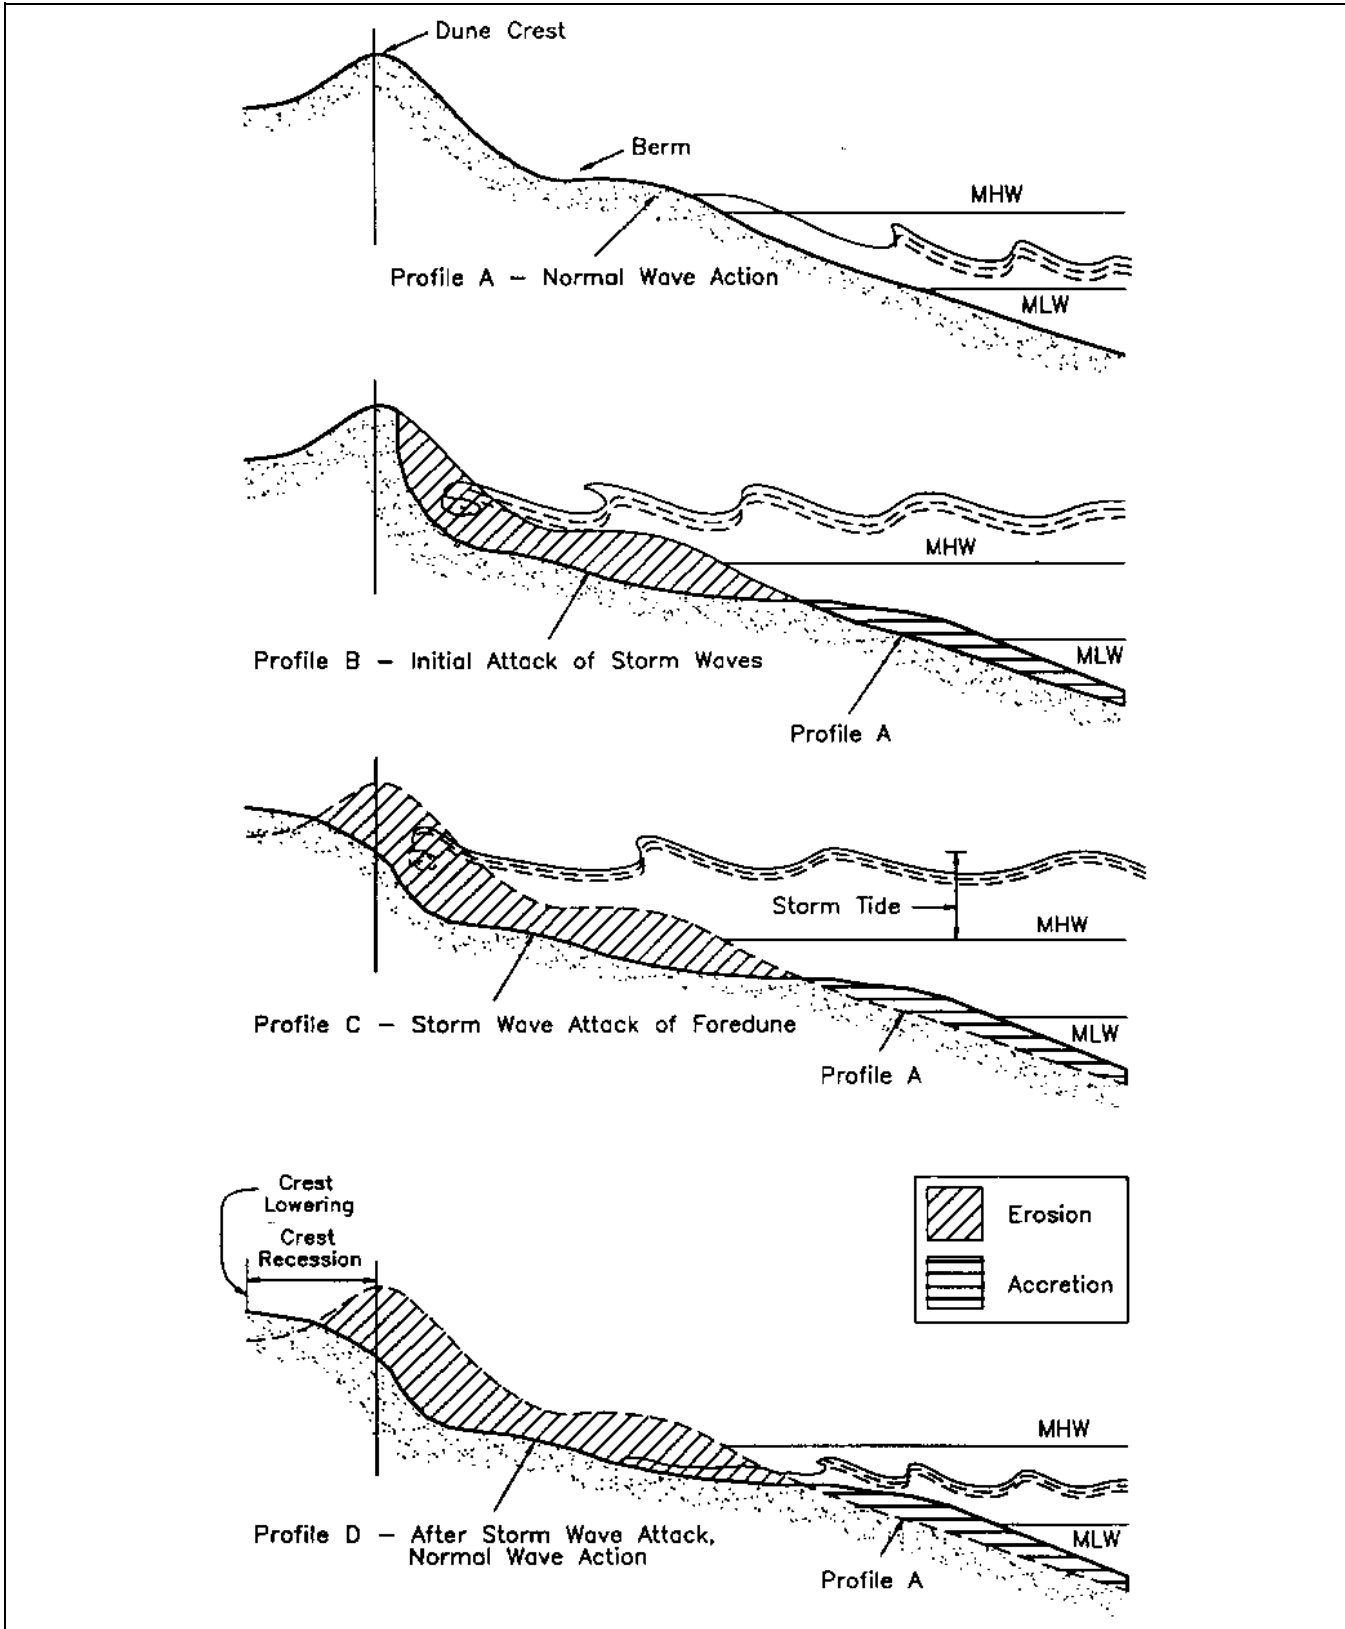 Dune Crest
Berm
MHW
Profile A – Normal Wave Action
MLW
MHW
Profile B – Initial Attack of Storm Waves
MLW
Profile A
Storm Tide
MHW
Profile C – Storm Wave Attack of Foredune
MLW
Profile A
Crest
Lowering
Crest
Recession
Erosion
Accretion
MHW
Profile D – After Storm Wave Attack,
Normal Wave Action
MLW
Profile A